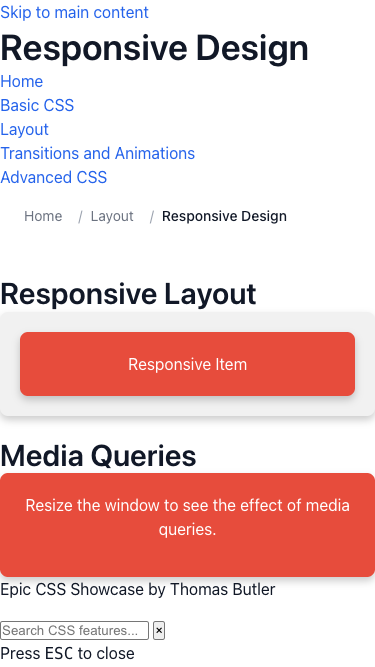 Skip to main content
Responsive Design
Home
Basic CSS
Layout
Transitions and Animations
Advanced CSS
Home / Layout / Responsive Design
Responsive Layout
Responsive Item
Media Queries
Resize the window to see the effect of media
queries.
Epic CSS Showcase by Thomas Butler
Search CSS features... ×
Press ESC to close